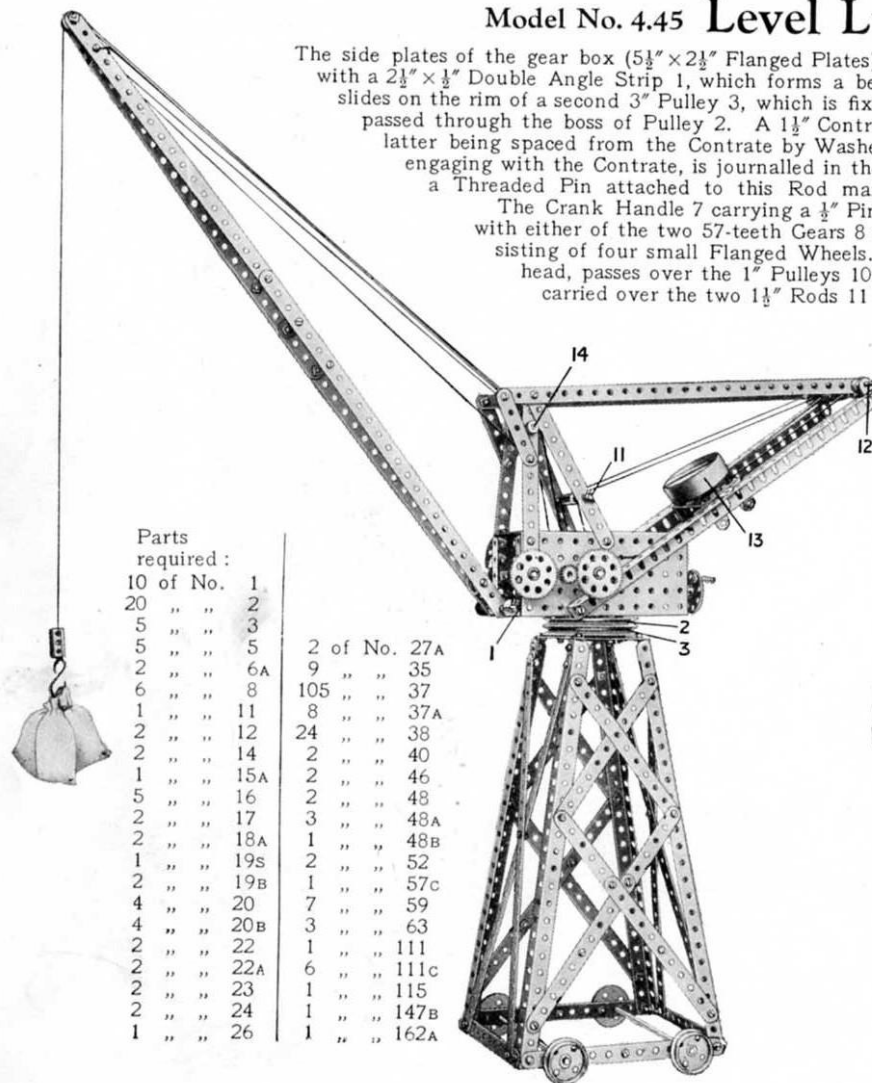 Model No. 4.45 Level L
The side plates of the gear box (5½″ × 2½″ Flanged Plates)
with a 2½″ × ½″ Double Angle Strip 1, which forms a be
slides on the rim of a second 3″ Pulley 3, which is fix
passed through the boss of Pulley 2. A 1½″ Contr
latter being spaced from the Contrate by Washe
engaging with the Contrate, is journalled in th
a Threaded Pin attached to this Rod ma
The Crank Handle 7 carrying a ½″ Pin
with either of the two 57-teeth Gears 8
sisting of four small Flanged Wheels.
head, passes over the 1″ Pulleys 10
carried over the two 1½″ Rods 11
14
12
11
13
1
2
3
Parts
required :
10 of No. 1
20 „ „ 2
5 „ „ 3
5 „ „ 5
2 „ „ 6A
6 „ „ 8
1 „ „ 11
2 „ „ 12
2 „ „ 14
1 „ „ 15A
5 „ „ 16
2 „ „ 17
2 „ „ 18A
1 „ „ 19S
2 „ „ 19B
4 „ „ 20
4 „ „ 20B
2 „ „ 22
2 „ „ 22A
2 „ „ 23
2 „ „ 24
1 „ „ 26
2 of No. 27A
9 „ „ 35
105 „ „ 37
8 „ „ 37A
24 „ „ 38
2 „ „ 40
2 „ „ 46
2 „ „ 48
3 „ „ 48A
1 „ „ 48B
2 „ „ 52
1 „ „ 57C
7 „ „ 59
3 „ „ 63
1 „ „ 111
6 „ „ 111C
1 „ „ 115
1 „ „ 147B
1 „ „ 162A